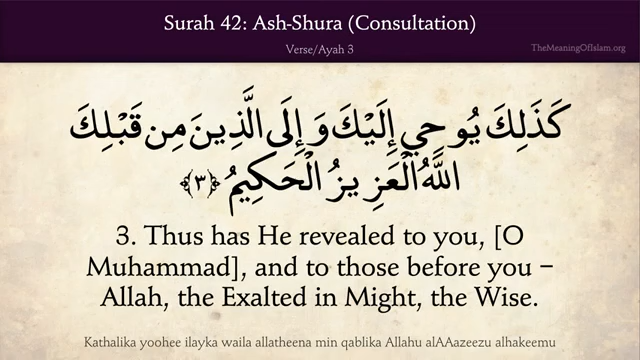 Surah 42: Ash-Shura (Consultation)
Verse/Ayah 3
TheMeaningOfIslam.org
كَذَلِكَ يُوحِي إِلَيْكَ وَإِلَى الَّذِينَ مِن قَبْلِكَ
اللَّهُ الْعَزِيزُ الْحَكِيمُ ﴿٣﴾
3. Thus has He revealed to you, [O
Muhammad], and to those before you –
Allah, the Exalted in Might, the Wise.
Kathalika yoohee ilayka waila allatheena min qablika Allahu alAAazeezu alhakeemu